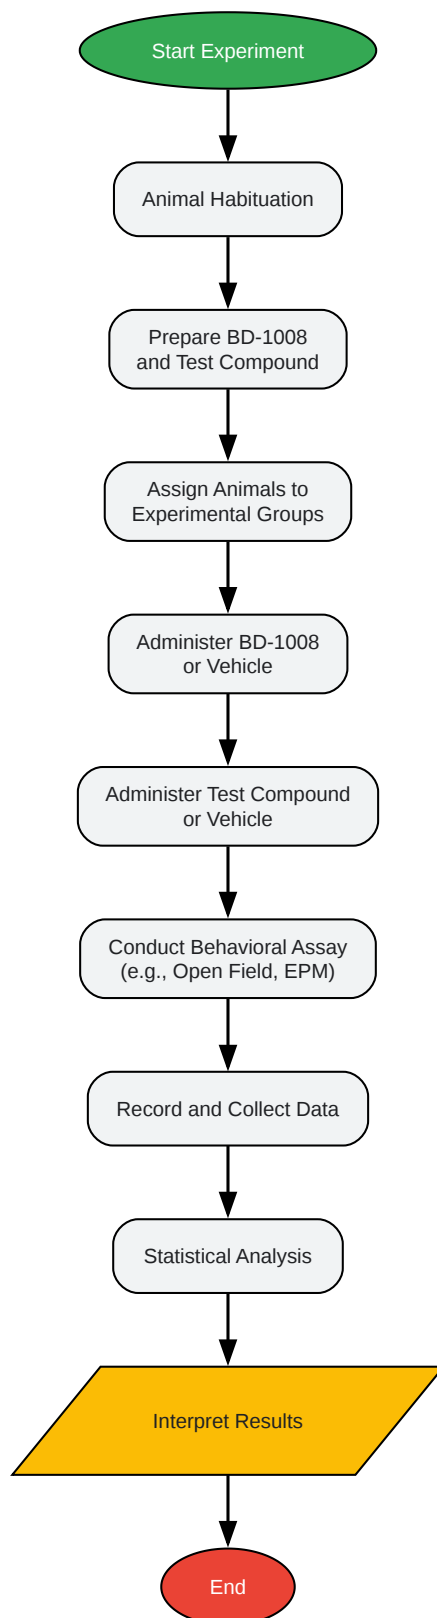 Start Experiment
Animal Habituation
Prepare BD-1008
and Test Compound
Assign Animals to
Experimental Groups
Administer BD-1008
or Vehicle
Administer Test Compound
or Vehicle
Conduct Behavioral Assay
(e.g., Open Field, EPM)
Record and Collect Data
Statistical Analysis
Interpret Results
End